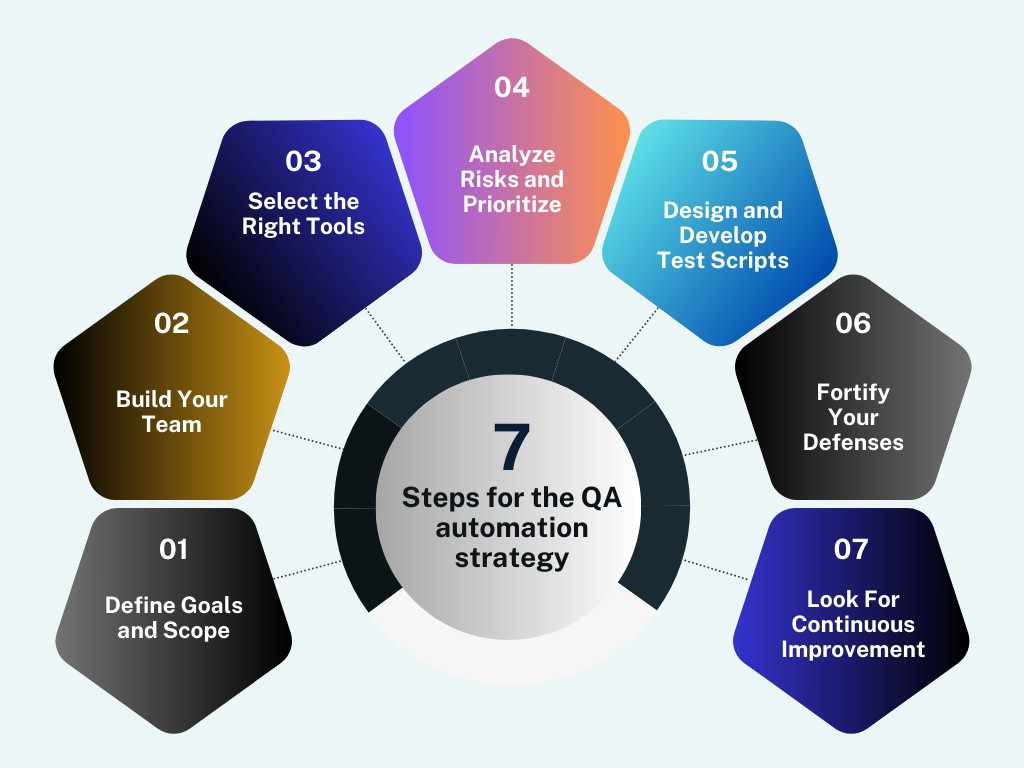 04
Analyze
Risks and
Prioritize
03
Select the
Right Tools
05
Design and
Develop
Test Scripts
02
Build Your
Team
06
Fortify
Your
Defenses
7
Steps for the QA
automation
strategy
01
Define Goals
and Scope
07
Look For
Continuous
Improvement